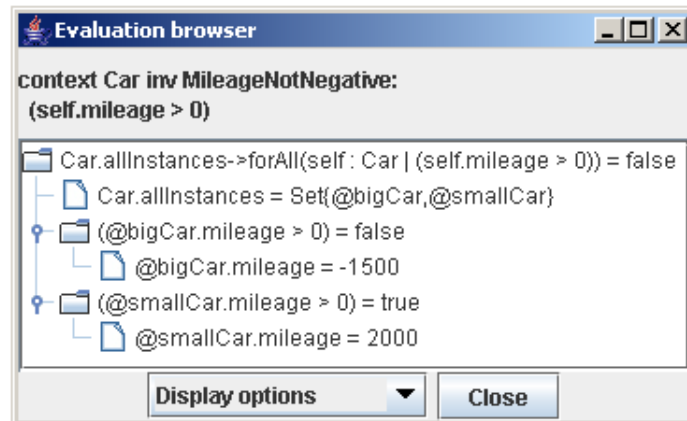 Evaluation browser
context Car inv MileageNotNegative:
(self.mileage > 0)
Car.allInstances->forAll(self : Car | (self.mileage > 0)) = false
Car.allInstances = Set{@bigCar,@smallCar}
(@bigCar.mileage > 0) = false
@bigCar.mileage = -1500
(@smallCar.mileage > 0) = true
@smallCar.mileage = 2000
Display options
Close